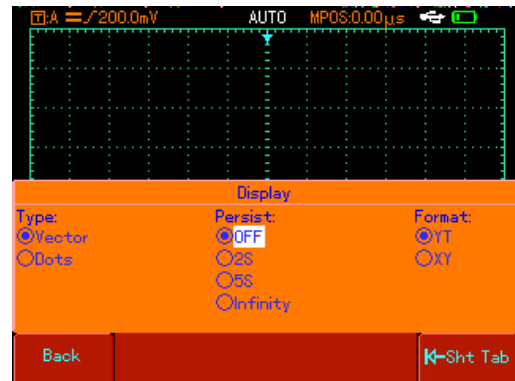 T:A 200.0mV AUTO MPOS:0.00μs
Display
Type: Persist: Format:
Vector OFF YT
Dots 2S XY
5S
Infinity
Back Sht Tab